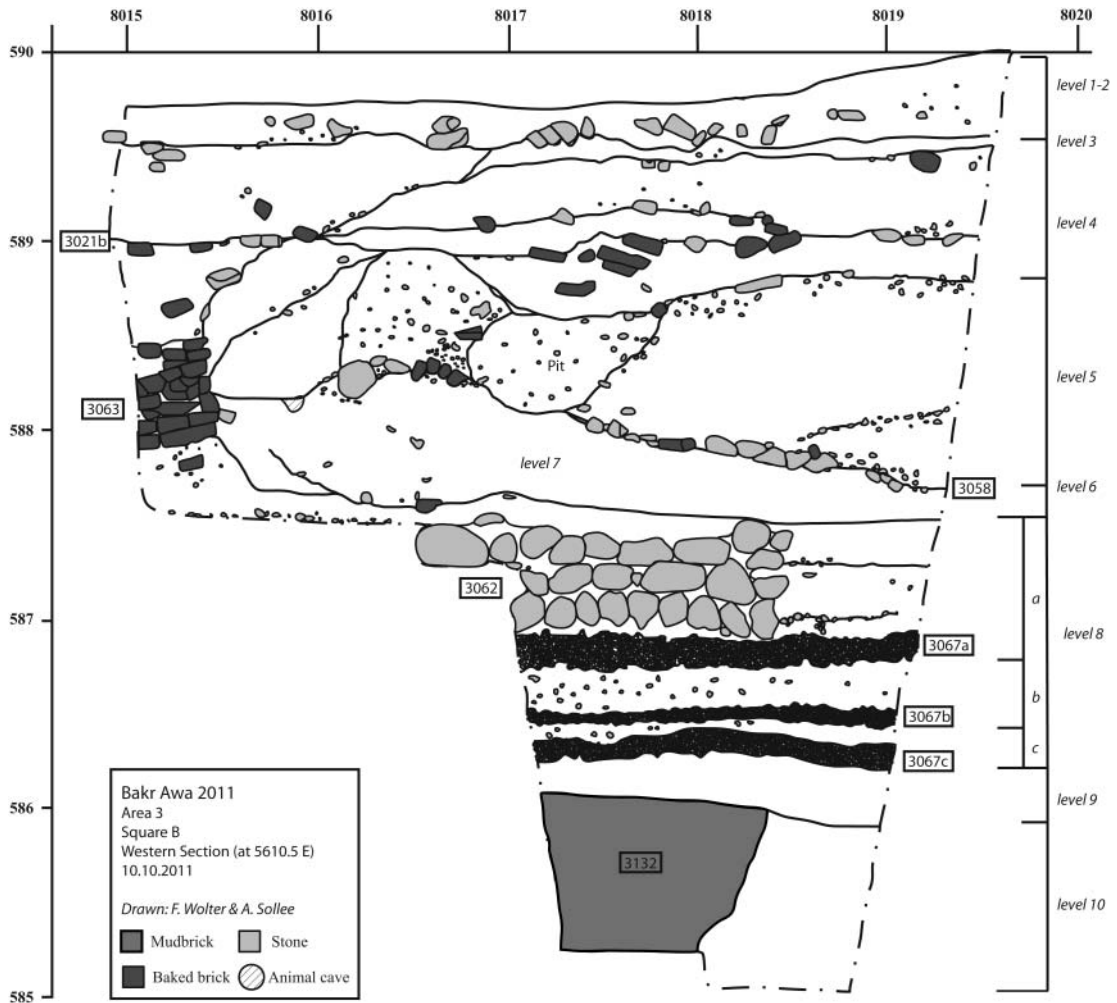 8015 8016 8017 8018 8019 8020
590
level 1-2
level 3
level 4
589
3021b
Pit
level 5
3063
588
level 7
level 6
3058
3062
a
587
level 8
3067a
b
3067b
c
3067c
586
level 9
3132
level 10
585
Bakr Awa 2011
Area 3
Square B
Western Section (at 5610.5 E)
10.10.2011
Drawn: F. Wolter & A. Sollee
Mudbrick Stone
Baked brick Animal cave